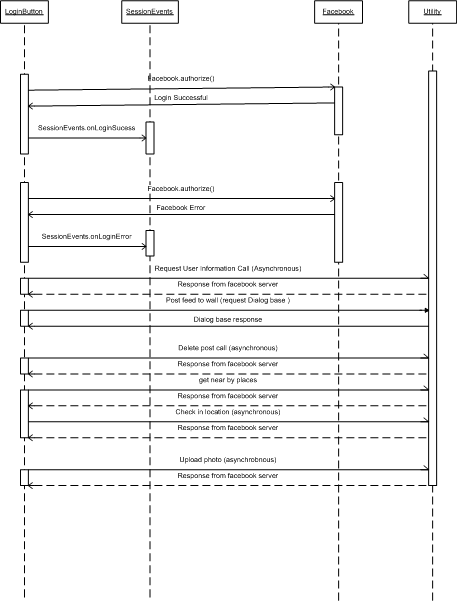 LoginButton
SessionEvents
Facebook
Utility
Facebook.authorize()
Login Successful
SessionEvents.onLoginSucess
Facebook.authorize()
Facebook Error
SessionEvents.onLoginError
Request User information Call (Asynchronous)
Response from facebook server
Post feed to wall (request Dialog base )
Dialog base response
Delete post call (asynchronous)
Response from facebook server
get near by places
Response from facebook server
Check in location (asynchronous)
Response from facebook server
Upload photo (asynchrobnous)
Response from facebook server